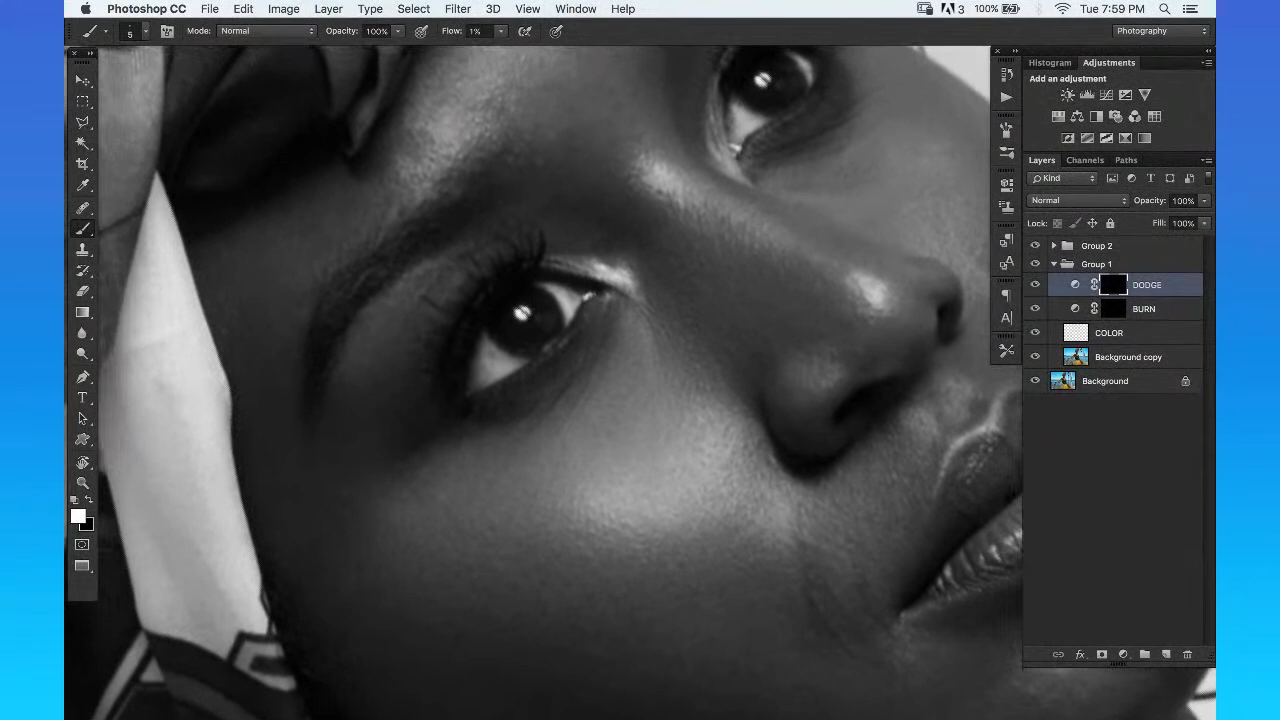 Photoshop CC File Edit Image Layer Type Select Filter 3D View Window Help 3 100% Tue 7:59 PM
5 Mode: Normal Opacity: 100% Flow: 1% Photography
Histogram Adjustments
Add an adjustment
Layers Channels Paths
Kind T
Normal Opacity: 100%
Lock: Fill: 100%
Group 2
Group 1
DODGE
BURN
COLOR
Background copy
Background
fx